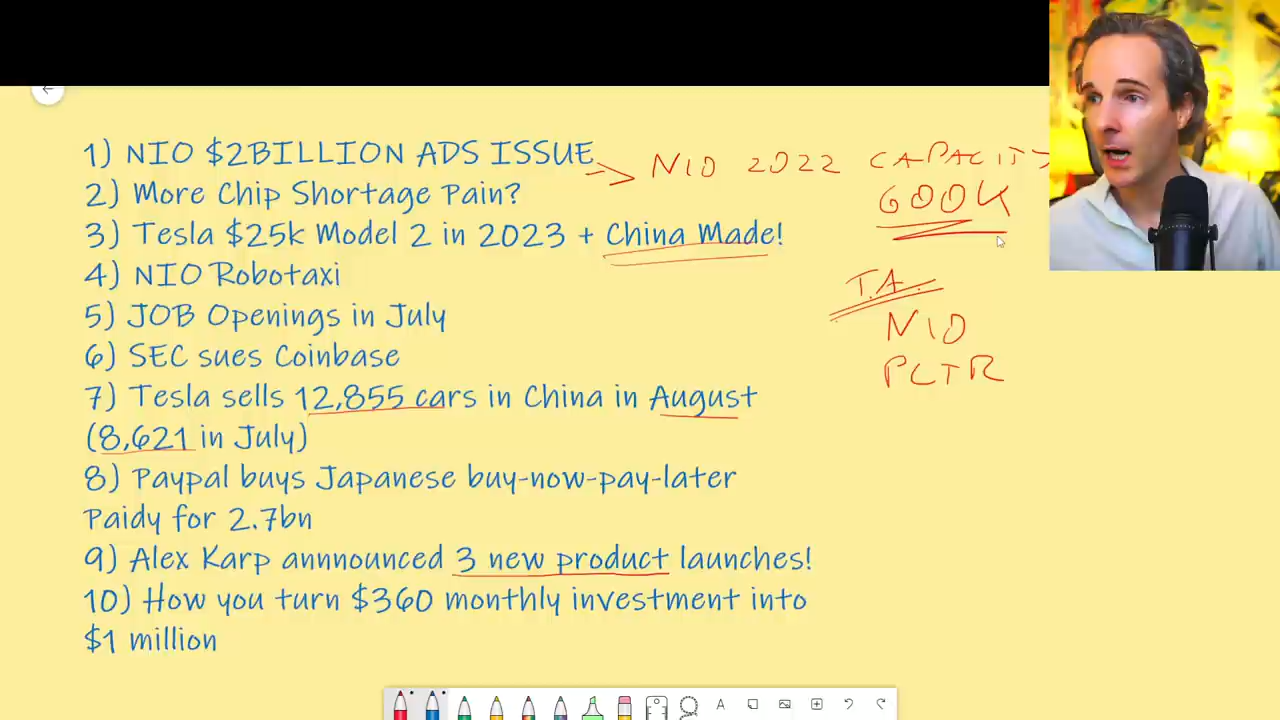 1) NIO $2BILLION ADS ISSUE
NIO 2022 CAPACITY
600K
2) More Chip Shortage Pain?
3) Tesla $25k Model 2 in 2023 + China Made!
4) NIO Robotaxi
5) JOB Openings in July
6) SEC sues Coinbase
7) Tesla sells 12,855 cars in China in August
(8,621 in July)
8) Paypal buys Japanese buy-now-pay-later
Paidy for 2.7bn
9) Alex Karp annnounced 3 new product launches!
10) How you turn $360 monthly investment into
$1 million
T.A.
NIO
PLTR
A